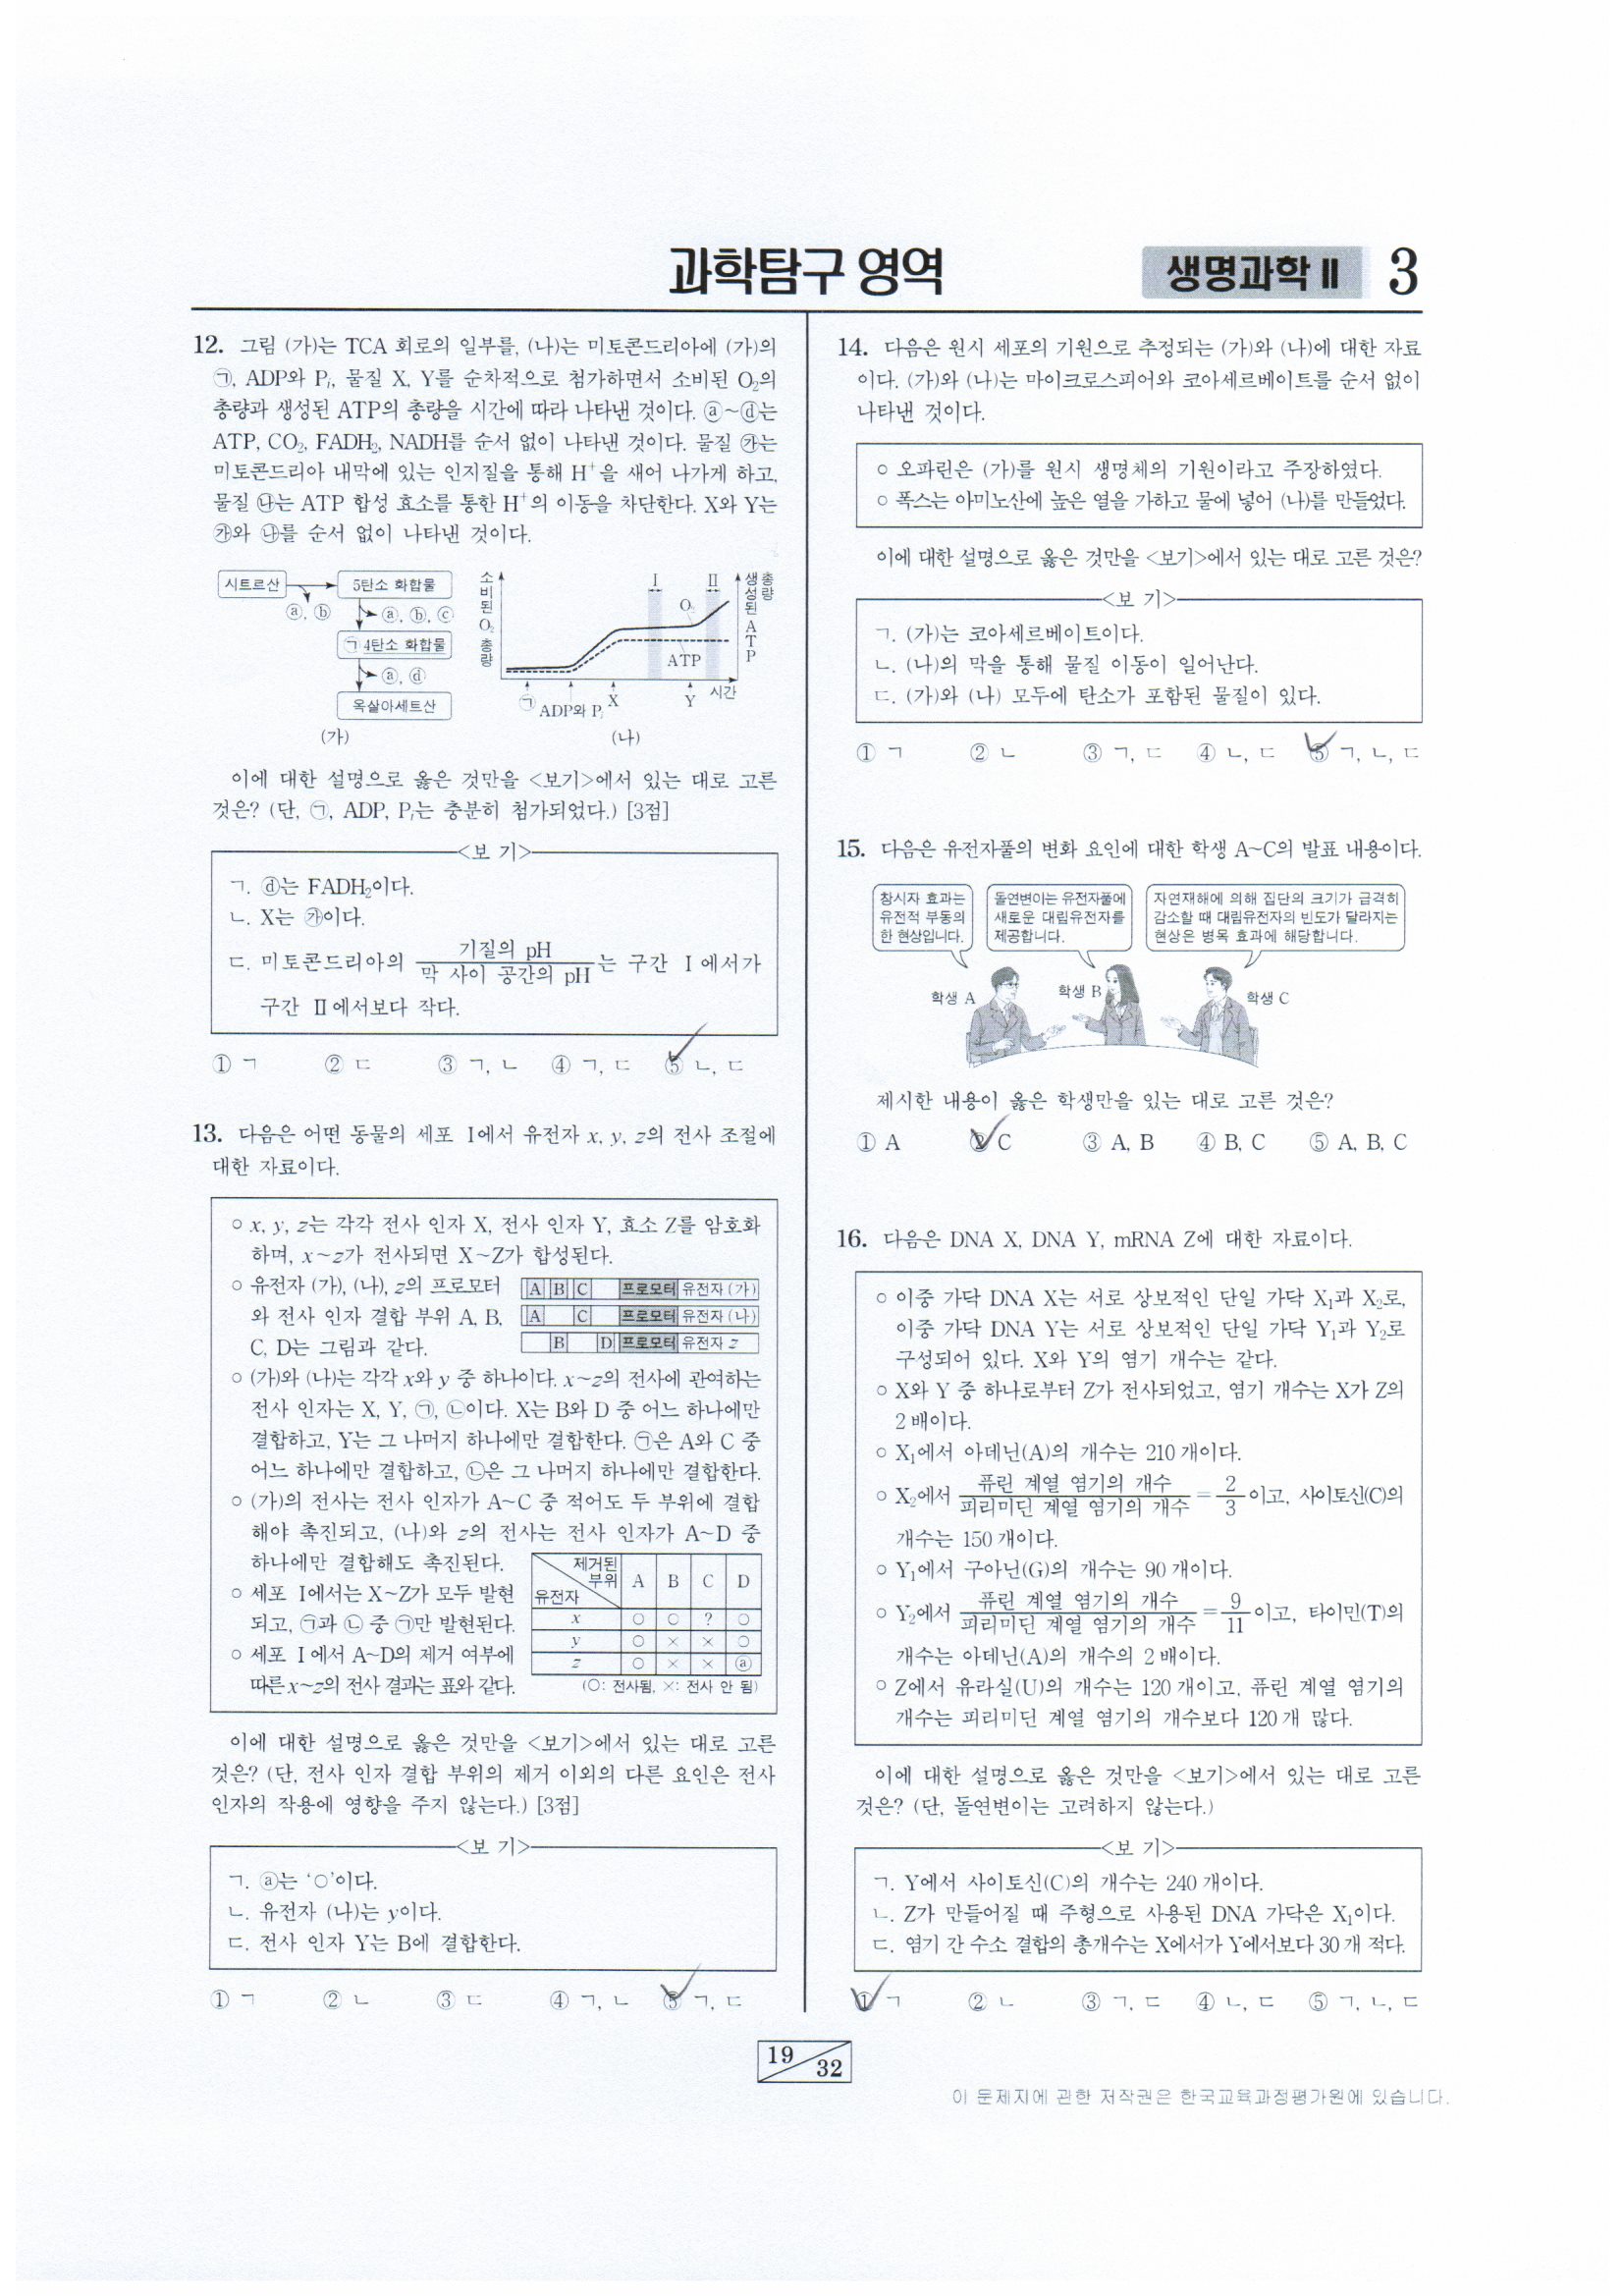 과학탐구 영역
생명과학 Ⅱ
3
12. 그림 (가)는 TCA 회로의 일부를, (나)는 미토콘드리아에 (가)의
㉠, ADP와 Pi, 물질 X, Y를 순차적으로 첨가하면서 소비된 O₂의
총량과 생성된 ATP의 총량을 시간에 따라 나타낸 것이다. ⓐ~ⓓ는
ATP, CO₂, FADH₂, NADH를 순서 없이 나타낸 것이다. 물질 ㉮는
미토콘드리아 내막에 있는 인지질을 통해 H⁺을 새어 나가게 하고,
물질 ㉯는 ATP 합성 효소를 통한 H⁺의 이동을 차단한다. X와 Y는
㉮와 ㉯를 순서 없이 나타낸 것이다.
시트르산
5탄소 화합물
ⓐ, ⓑ
ⓐ, ⓑ, ⓒ
㉠ 4탄소 화합물
ⓐ, ⓓ
옥살아세트산
(가)
소비된 O₂ 총량
Ⅰ
Ⅱ
생성된 ATP 총량
O₂
ATP
㉠
ADP와 Pi
X
Y
시간
(나)
이에 대한 설명으로 옳은 것만을 <보기>에서 있는 대로 고른
것은? (단, ㉠, ADP, Pi는 충분히 첨가되었다.) [3점]
<보 기>
ㄱ. ⓓ는 FADH₂이다.
ㄴ. X는 ㉮이다.
ㄷ. 미토콘드리아의 기질의 pH / 막 사이 공간의 pH 는 구간 Ⅰ에서가
구간 Ⅱ에서보다 작다.
① ㄱ ② ㄷ ③ ㄱ, ㄴ ④ ㄱ, ㄷ ⑤ ㄴ, ㄷ
13. 다음은 어떤 동물의 세포 Ⅰ에서 유전자 x, y, z의 전사 조절에
대한 자료이다.
○ x, y, z는 각각 전사 인자 X, 전사 인자 Y, 효소 Z를 암호화
하며, x~z가 전사되면 X~Z가 합성된다.
○ 유전자 (가), (나), z의 프로모터
와 전사 인자 결합 부위 A, B,
C, D는 그림과 같다.
A B C 프로모터 유전자 (가)
A C 프로모터 유전자 (나)
B D 프로모터 유전자 z
○ (가)와 (나)는 각각 x와 y 중 하나이다. x~z의 전사에 관여하는
전사 인자는 X, Y, ㉠, ㉡이다. X는 B와 D 중 어느 하나에만
결합하고, Y는 그 나머지 하나에만 결합한다. ㉠은 A와 C 중
어느 하나에만 결합하고, ㉡은 그 나머지 하나에만 결합한다.
○ (가)의 전사는 전사 인자가 A~C 중 적어도 두 부위에 결합
해야 촉진되고, (나)와 z의 전사는 전사 인자가 A~D 중
하나에만 결합해도 촉진된다.
○ 세포 Ⅰ에서는 X~Z가 모두 발현
되고, ㉠과 ㉡ 중 ㉠만 발현된다.
○ 세포 Ⅰ에서 A~D의 제거 여부에
따른 x~z의 전사 결과는 표와 같다.
제거된 부위 유전자 A B C D
x ○ ○ ? ○
y ○ × × ○
z ○ × × ⓐ
(○: 전사됨, ×: 전사 안 됨)
이에 대한 설명으로 옳은 것만을 <보기>에서 있는 대로 고른
것은? (단, 전사 인자 결합 부위의 제거 이외의 다른 요인은 전사
인자의 작용에 영향을 주지 않는다.) [3점]
<보 기>
ㄱ. ⓐ는 ‘○’이다.
ㄴ. 유전자 (나)는 y이다.
ㄷ. 전사 인자 Y는 B에 결합한다.
① ㄱ ② ㄴ ③ ㄷ ④ ㄱ, ㄴ ⑤ ㄱ, ㄷ
14. 다음은 원시 세포의 기원으로 추정되는 (가)와 (나)에 대한 자료
이다. (가)와 (나)는 마이크로스피어와 코아세르베이트를 순서 없이
나타낸 것이다.
○ 오파린은 (가)를 원시 생명체의 기원이라고 주장하였다.
○ 폭스는 아미노산에 높은 열을 가하고 물에 넣어 (나)를 만들었다.
이에 대한 설명으로 옳은 것만을 <보기>에서 있는 대로 고른 것은?
<보 기>
ㄱ. (가)는 코아세르베이트이다.
ㄴ. (나)의 막을 통해 물질 이동이 일어난다.
ㄷ. (가)와 (나) 모두에 탄소가 포함된 물질이 있다.
① ㄱ ② ㄴ ③ ㄱ, ㄷ ④ ㄴ, ㄷ ⑤ ㄱ, ㄴ, ㄷ
15. 다음은 유전자풀의 변화 요인에 대한 학생 A~C의 발표 내용이다.
창시자 효과는
유전적 부동의
한 현상입니다.
돌연변이는 유전자풀에
새로운 대립유전자를
제공합니다.
자연재해에 의해 집단의 크기가 급격히
감소할 때 대립유전자의 빈도가 달라지는
현상은 병목 효과에 해당합니다.
학생 A
학생 B
학생 C
제시한 내용이 옳은 학생만을 있는 대로 고른 것은?
① A ② C ③ A, B ④ B, C ⑤ A, B, C
16. 다음은 DNA X, DNA Y, mRNA Z에 대한 자료이다.
○ 이중 가닥 DNA X는 서로 상보적인 단일 가닥 X₁과 X₂로,
이중 가닥 DNA Y는 서로 상보적인 단일 가닥 Y₁과 Y₂로
구성되어 있다. X와 Y의 염기 개수는 같다.
○ X와 Y 중 하나로부터 Z가 전사되었고, 염기 개수는 X가 Z의
2배이다.
○ X₁에서 아데닌(A)의 개수는 210개이다.
○ X₂에서 퓨린 계열 염기의 개수 / 피리미딘 계열 염기의 개수 = 2/3 이고, 사이토신(C)의
개수는 150개이다.
○ Y₁에서 구아닌(G)의 개수는 90개이다.
○ Y₂에서 퓨린 계열 염기의 개수 / 피리미딘 계열 염기의 개수 = 9/11 이고, 타이민(T)의
개수는 아데닌(A)의 개수의 2배이다.
○ Z에서 유라실(U)의 개수는 120개이고, 퓨린 계열 염기의
개수는 피리미딘 계열 염기의 개수보다 120개 많다.
이에 대한 설명으로 옳은 것만을 <보기>에서 있는 대로 고른
것은? (단, 돌연변이는 고려하지 않는다.)
<보 기>
ㄱ. Y에서 사이토신(C)의 개수는 240개이다.
ㄴ. Z가 만들어질 때 주형으로 사용된 DNA 가닥은 X₁이다.
ㄷ. 염기 간 수소 결합의 총개수는 X에서가 Y에서보다 30개 적다.
① ㄱ ② ㄴ ③ ㄱ, ㄷ ④ ㄴ, ㄷ ⑤ ㄱ, ㄴ, ㄷ
19
32
이 문제지에 관한 저작권은 한국교육과정평가원에 있습니다.